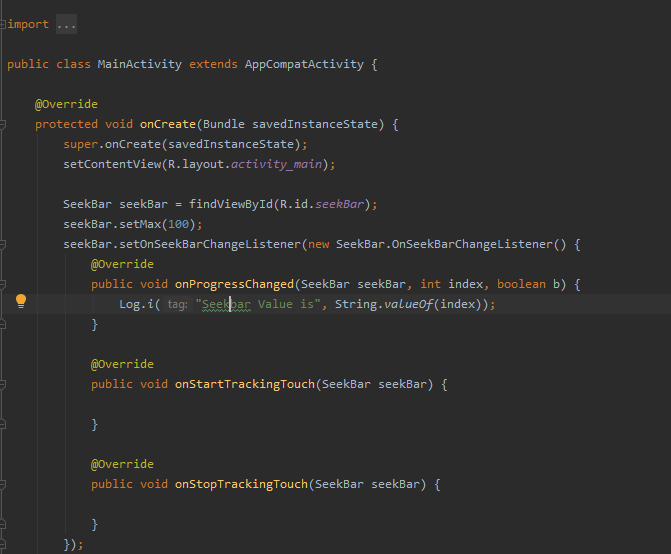 import ...
public class MainActivity extends AppCompatActivity {
@Override
protected void onCreate(Bundle savedInstanceState) {
super.onCreate(savedInstanceState);
setContentView(R.layout.activity_main);
SeekBar seekBar = findViewById(R.id.seekBar);
seekBar.setMax(100);
seekBar.setOnSeekBarChangeListener(new SeekBar.OnSeekBarChangeListener() {
@Override
public void onProgressChanged(SeekBar seekBar, int index, boolean b) {
Log.i( tag: "Seekbar Value is", String.valueOf(index));
}
@Override
public void onStartTrackingTouch(SeekBar seekBar) {
}
@Override
public void onStopTrackingTouch(SeekBar seekBar) {
}
});